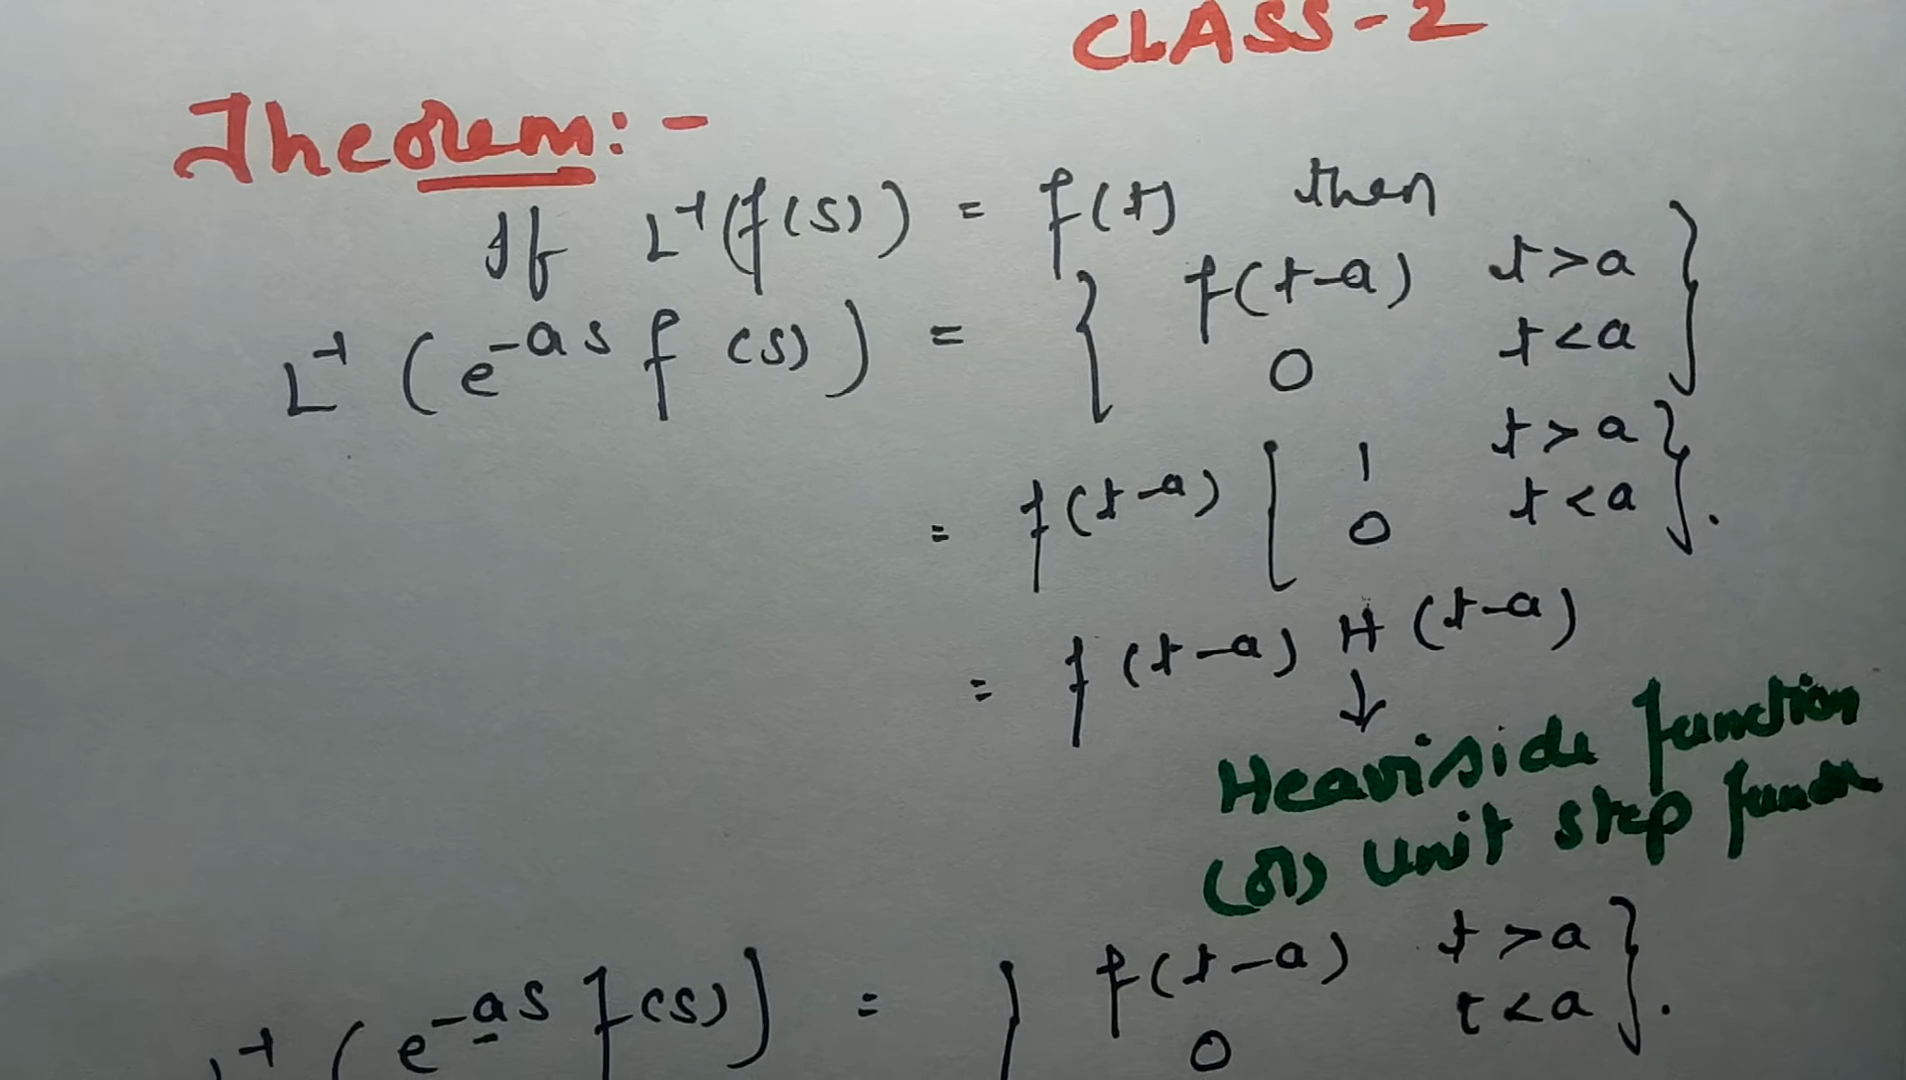 CLASS-2
Theorem:-
If L⁻¹(f(s)) = f(t) then
L⁻¹(e^{-as} f(s)) = { f(t-a) t>a
0 t<a }
= f(t-a) [ 1 t>a
0 t<a }.
= f(t-a) H(t-a)
↓
Heaviside function
(or) unit step
L⁻¹(e^{-as} f(s)) = { f(t-a) t>a
0 t<a }.